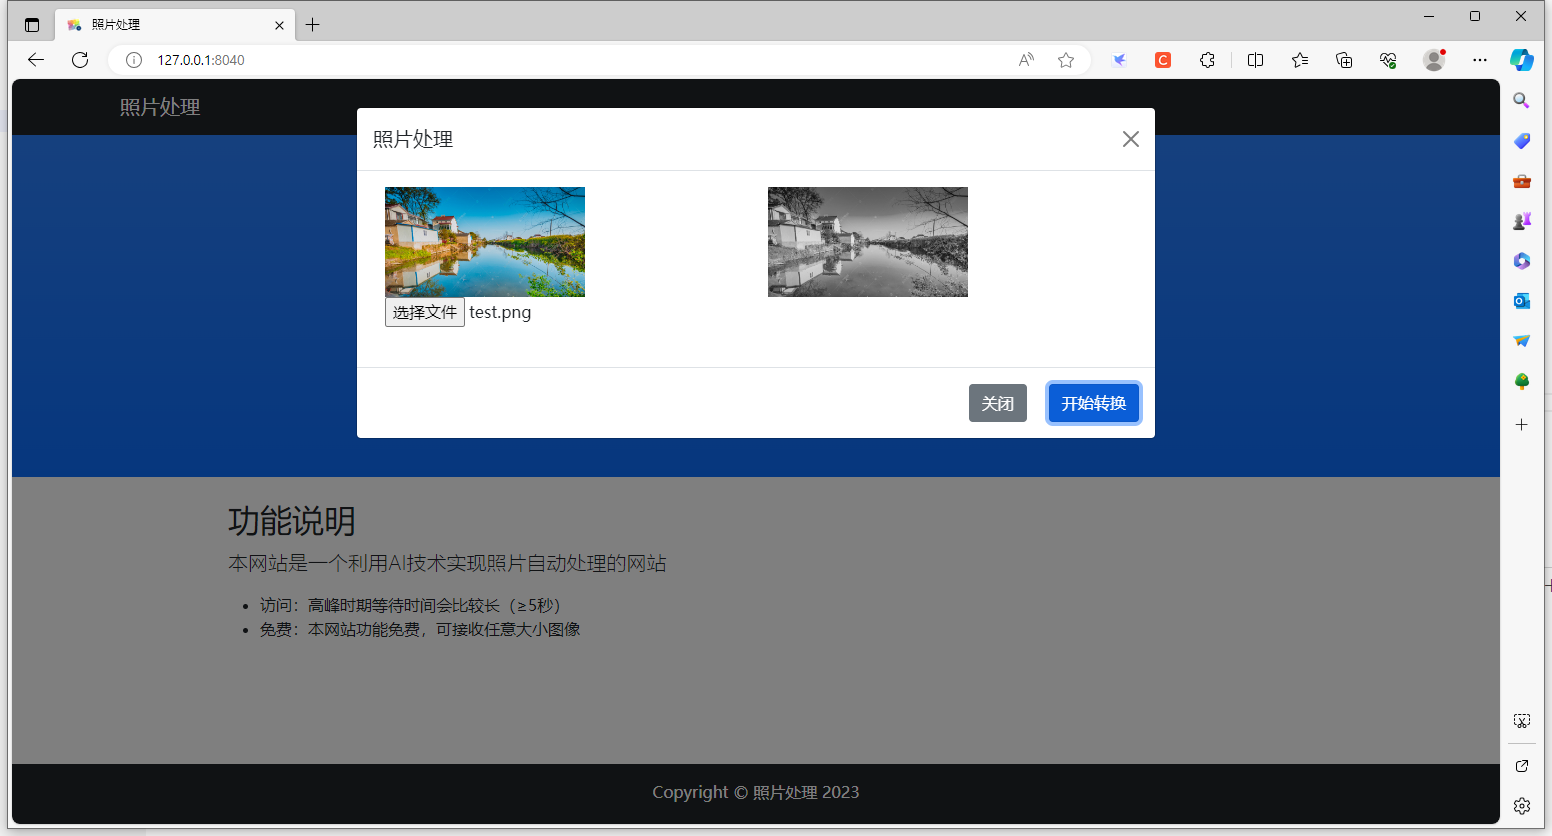 照片处理
127.0.0.1:8040
照片处理
照片处理
选择文件 test.png
关闭 开始转换
功能说明
本网站是一个利用AI技术实现照片自动处理的网站
• 访问：高峰时期等待时间会比较长（≥5秒）
• 免费：本网站功能免费，可接收任意大小图像
Copyright © 照片处理 2023